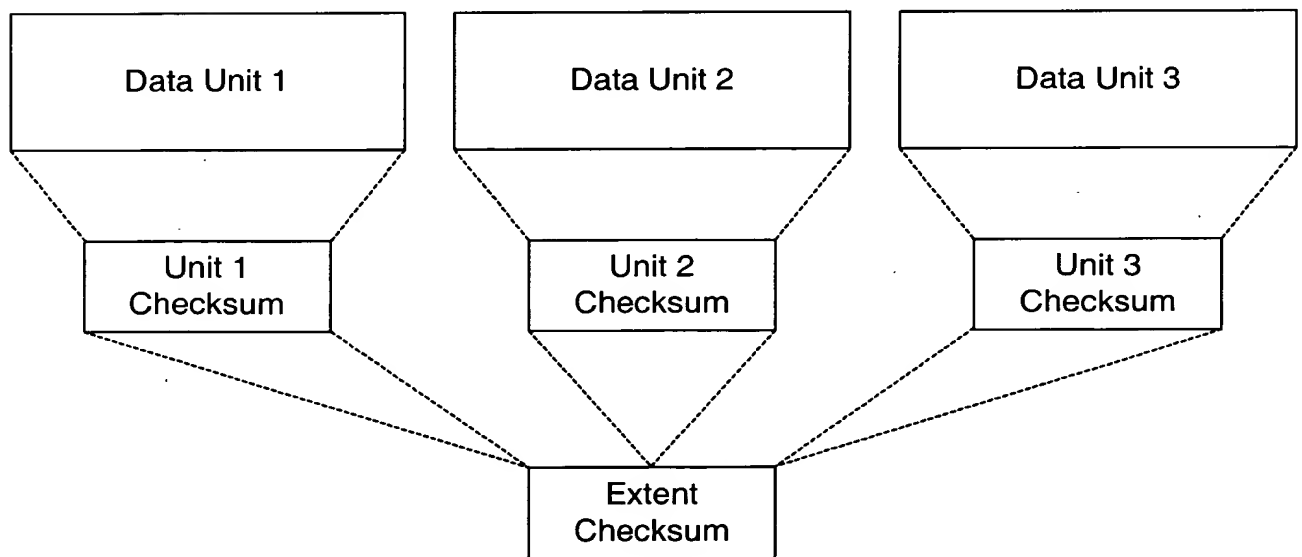 Data Unit 1
Data Unit 2
Data Unit 3
Unit 1
Checksum
Unit 2
Checksum
Unit 3
Checksum
Extent
Checksum